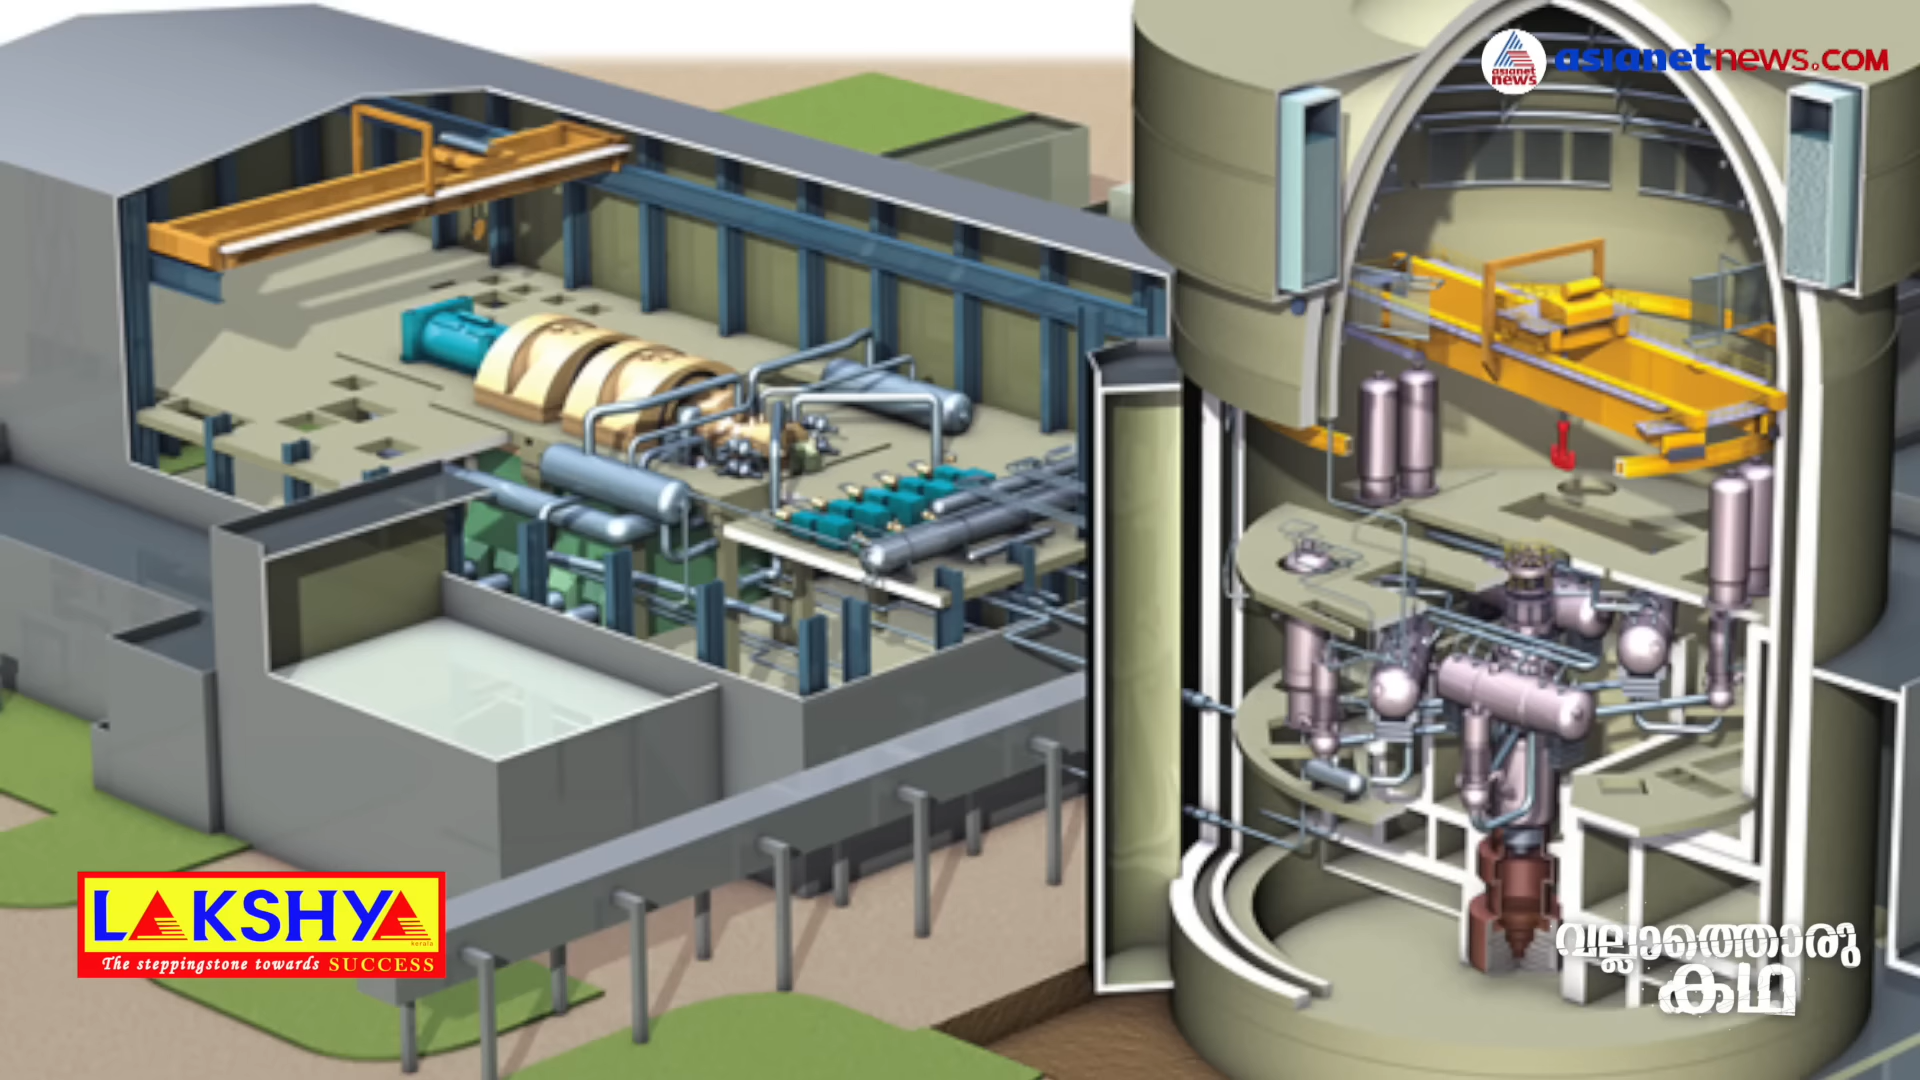 asianet
news
asianetnews.COM
LAKSHYA
kerala
The steppingstone towards SUCCESS
വല്ലാത്തൊരു
കഥ